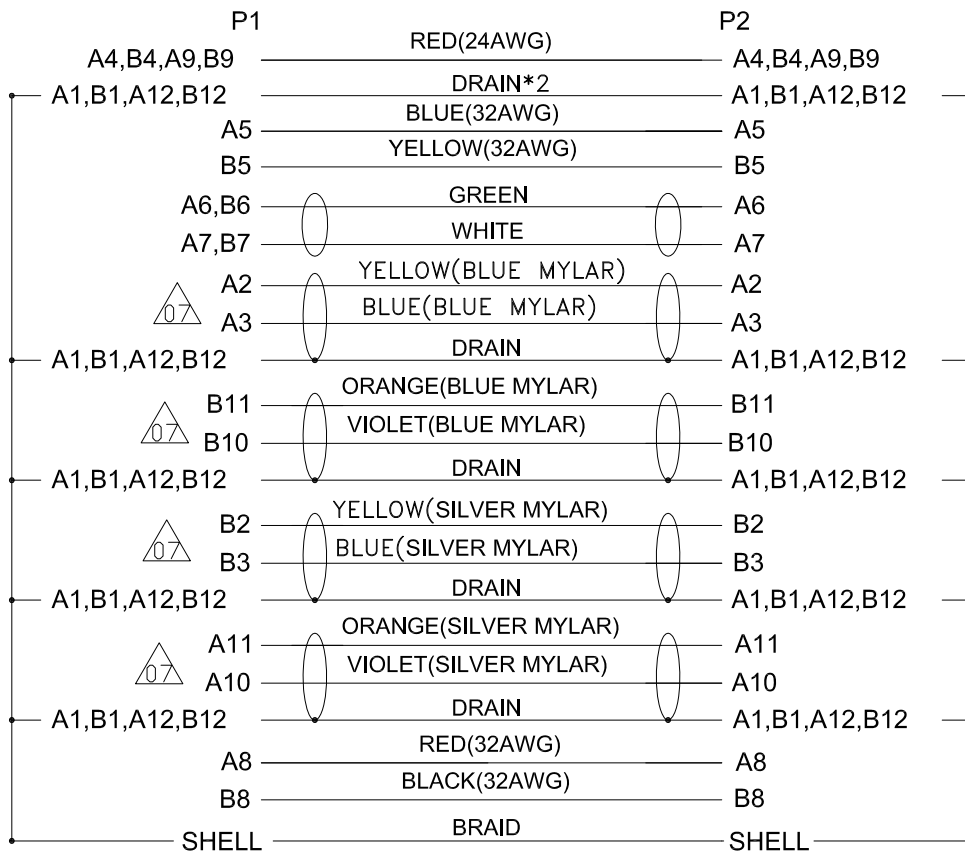 P1 P2
A4,B4,A9,B9 RED(24AWG) A4,B4,A9,B9
A1,B1,A12,B12 DRAIN*2 A1,B1,A12,B12
A5 BLUE(32AWG) A5
B5 YELLOW(32AWG) B5
A6,B6 GREEN A6
A7,B7 WHITE A7
A2 YELLOW(BLUE MYLAR) A2
07 A3 BLUE(BLUE MYLAR) A3
A1,B1,A12,B12 DRAIN A1,B1,A12,B12
B11 ORANGE(BLUE MYLAR) B11
07 B10 VIOLET(BLUE MYLAR) B10
A1,B1,A12,B12 DRAIN A1,B1,A12,B12
B2 YELLOW(SILVER MYLAR) B2
07 B3 BLUE(SILVER MYLAR) B3
A1,B1,A12,B12 DRAIN A1,B1,A12,B12
A11 ORANGE(SILVER MYLAR) A11
07 A10 VIOLET(SILVER MYLAR) A10
A1,B1,A12,B12 DRAIN A1,B1,A12,B12
A8 RED(32AWG) A8
B8 BLACK(32AWG) B8
SHELL BRAID SHELL